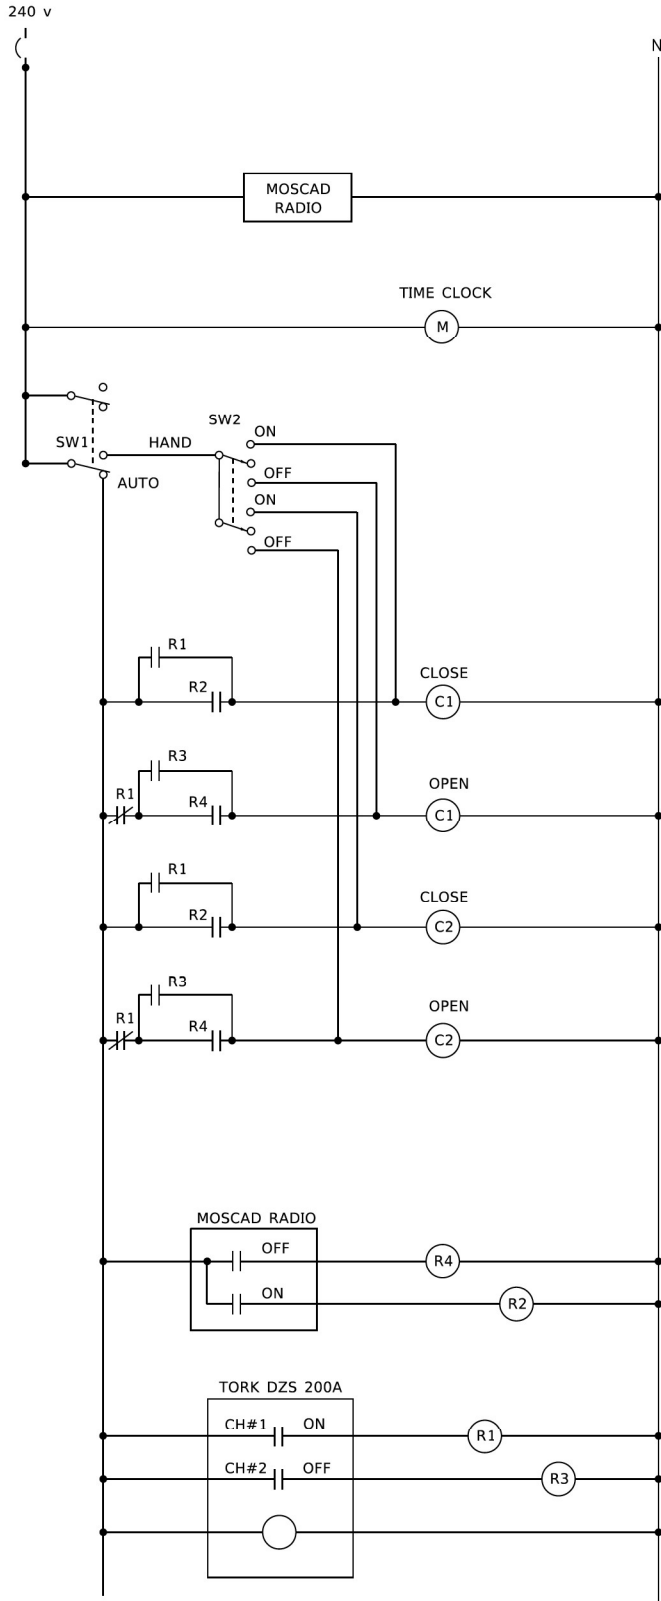 240 v
N
MOSCAD
RADIO
TIME CLOCK
M
SW2
ON
SW1
HAND
OFF
AUTO
ON
OFF
R1
CLOSE
R2
C1
R3
OPEN
R1
R4
C1
R1
CLOSE
R2
C2
R3
OPEN
R1
R4
C2
MOSCAD RADIO
OFF
R4
ON
R2
TORK DZS 200A
CH#1 ON
R1
CH#2 OFF
R3